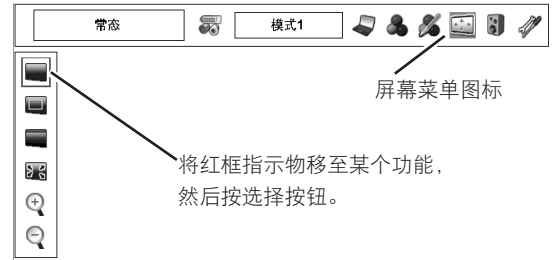 常态
模式1
屏幕菜单图标
将红框指示物移至某个功能，
然后按选择按钮。